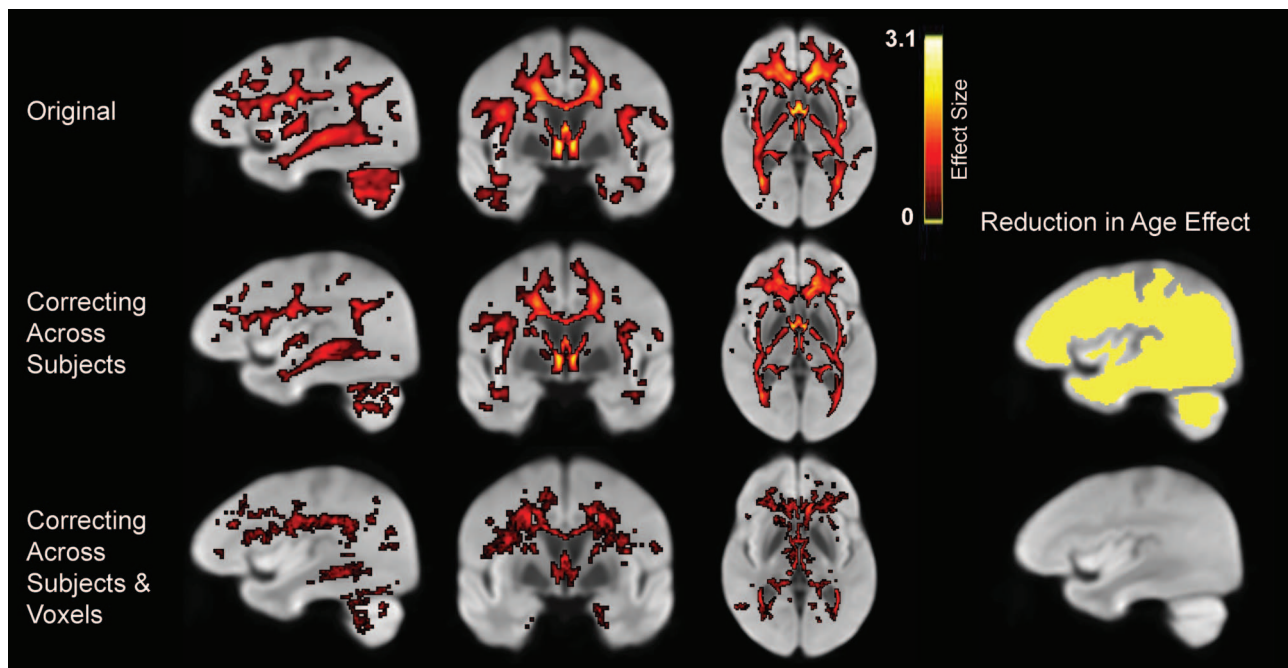 Original
3.1
0
Effect Size
Reduction in Age Effect
Correcting
Across
Subjects
Correcting
Across
Subjects &
Voxels